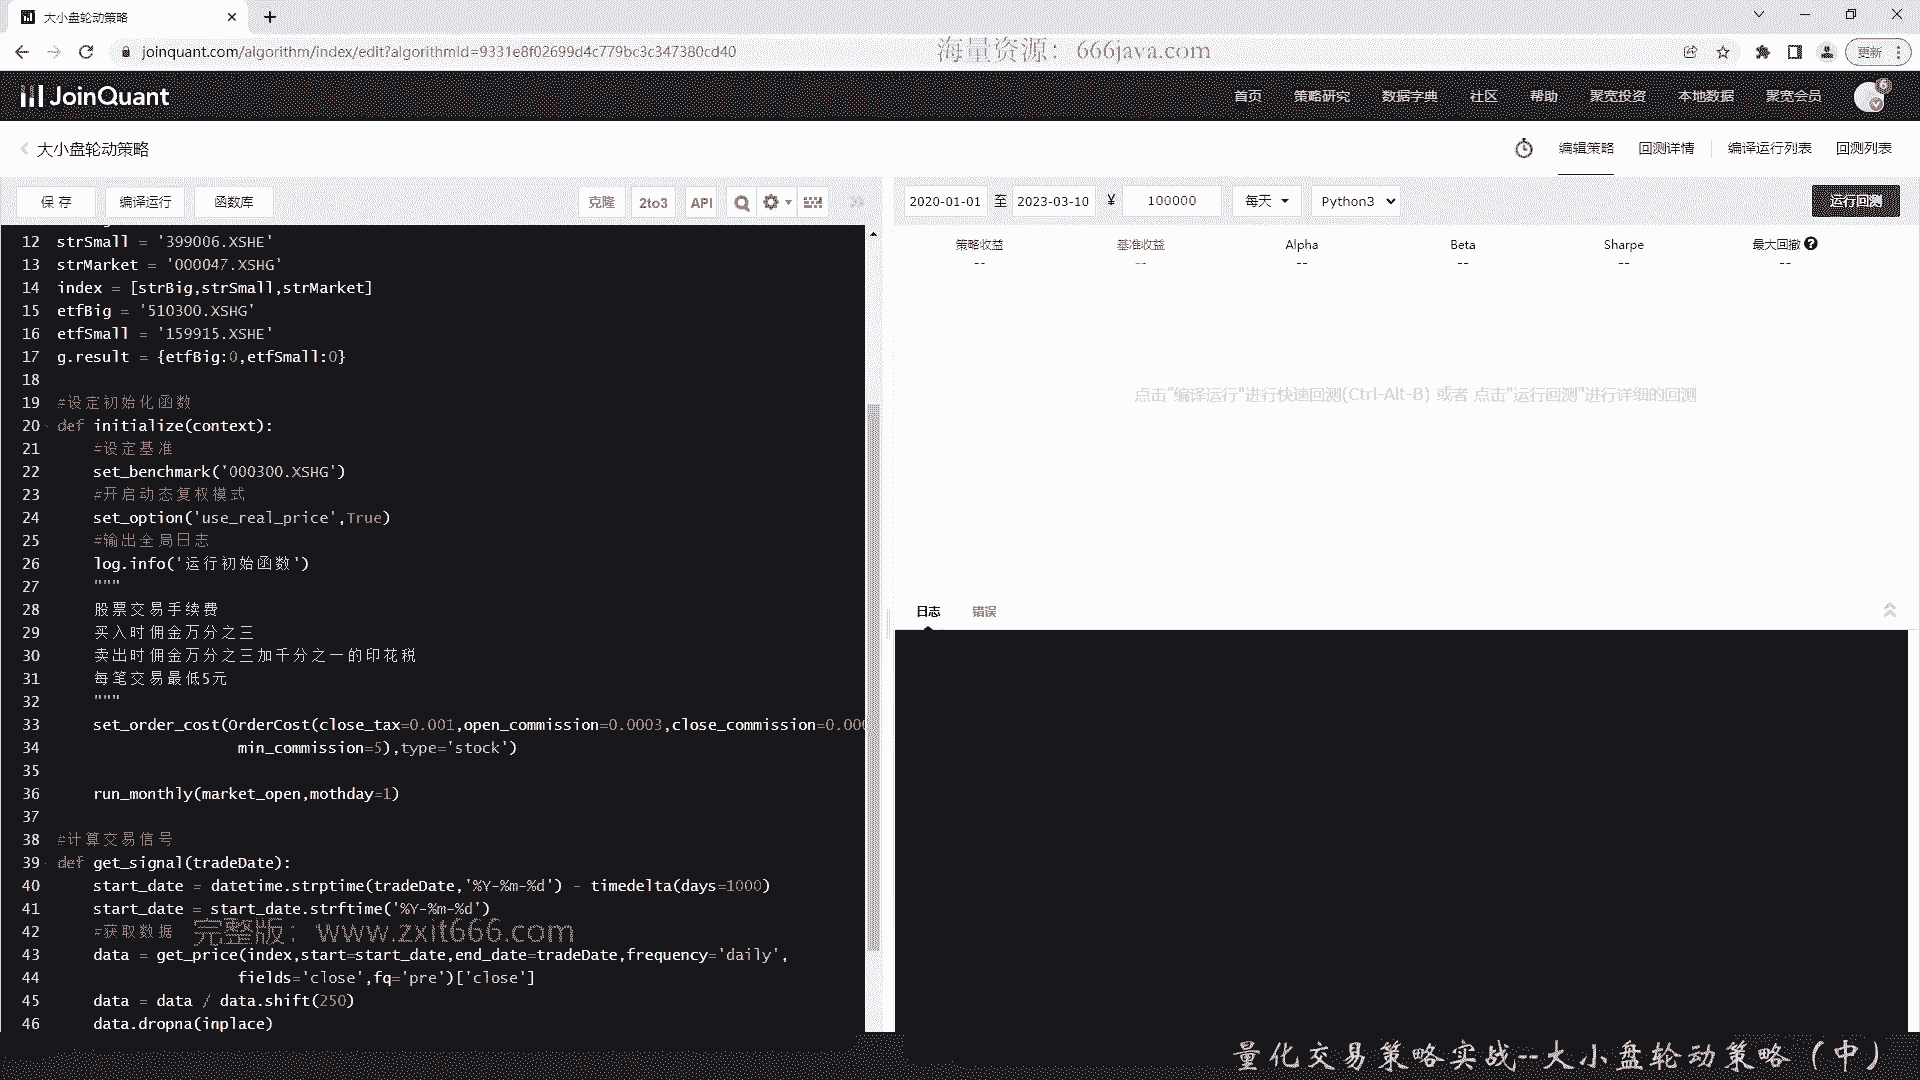 大小盘轮动策略
joinquant.com/algorithm/index/edit?algorithmId=9331e8f02699d4c779bc3c347380cd40
海量资源：666java.com
更新
JoinQuant
首页 策略研究 数据字典 社区 帮助 聚宽投资 本地数据 聚宽会员
6
大小盘轮动策略
编辑策略 回测详情 编译运行列表 回测列表
保存 编译运行 函数库 克隆 2to3 API
2020-01-01 至 2023-03-10 ¥ 100000 每天 Python3 运行回测
策略收益 基准收益 Alpha Beta Sharpe 最大回撤
-- -- -- -- -- --
点击"编译运行"进行快速回测(Ctrl-Alt-B) 或者 点击"运行回测"进行详细的回测
日志 错误
12 strSmall = '399006.XSHE'
13 strMarket = '000047.XSHG'
14 index = [strBig,strSmall,strMarket]
15 etfBig = '510300.XSHG'
16 etfSmall = '159915.XSHE'
17 g.result = {etfBig:0,etfSmall:0}
18
19 #设定初始化函数
20 def initialize(context):
21 #设定基准
22 set_benchmark('000300.XSHG')
23 #开启动态复权模式
24 set_option('use_real_price',True)
25 #输出全局日志
26 log.info('运行初始函数')
27 """
28 股票交易手续费
29 买入时佣金万分之三
30 卖出时佣金万分之三加千分之一的印花税
31 每笔交易最低5元
32 """
33 set_order_cost(OrderCost(close_tax=0.001,open_commission=0.0003,close_commission=0.000
34 min_commission=5),type='stock')
35
36 run_monthly(market_open,mothday=1)
37
38 #计算交易信号
39 def get_signal(tradeDate):
40 start_date = datetime.strptime(tradeDate,'%Y-%m-%d') - timedelta(days=1000)
41 start_date = start_date.strftime('%Y-%m-%d')
42 #获取数据
完整版：www.zxit666.com
43 data = get_price(index,start=start_date,end_date=tradeDate,frequency='daily',
44 fields='close',fq='pre')['close']
45 data = data / data.shift(250)
46 data.dropna(inplace)
量化交易策略实战--大小盘轮动策略（中）